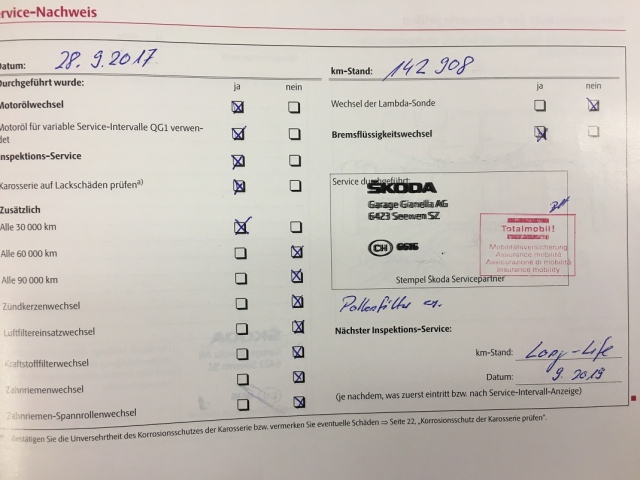 ervice-Nachweis
Datum: 28.9.2017
km-Stand: 142 908
Durchgeführt wurde:
ja nein
ja nein
Motorölwechsel
Wechsel der Lambda-Sonde
Motoröl für variable Service-Intervalle QG1 verwen-
det
Bremsflüssigkeitswechsel
Inspektions-Service
Karosserie auf Lackschäden prüfen a)
Service durchgeführt:
SKODA
Garage Gianella AG
6423 Seewen SZ
CH
Totalmobil!
Mobilitätsversicherung
Assurance mobilité
Assicurazione di mobilità
Insurance mobility
Stempel Škoda Servicepartner
Zusätzlich
Alle 30 000 km
Alle 60 000 km
Alle 90 000 km
Zündkerzenwechsel
Pollenfilter
Luftfiltereinsatzwechsel
Nächster Inspektions-Service:
Kraftstofffilterwechsel
km-Stand: Long-Life
Zahnriemenwechsel
Datum: 9.2019
Zahnriemen-Spannrollenwechsel
(je nachdem, was zuerst eintritt bzw. nach Service-Intervall-Anzeige)
Bestätigen Sie die Unversehrtheit des Korrosionsschutzes der Karosserie bzw. vermerken Sie eventuelle Schäden ⇒ Seite 22, „Korrosionsschutz der Karosserie prüfen“.